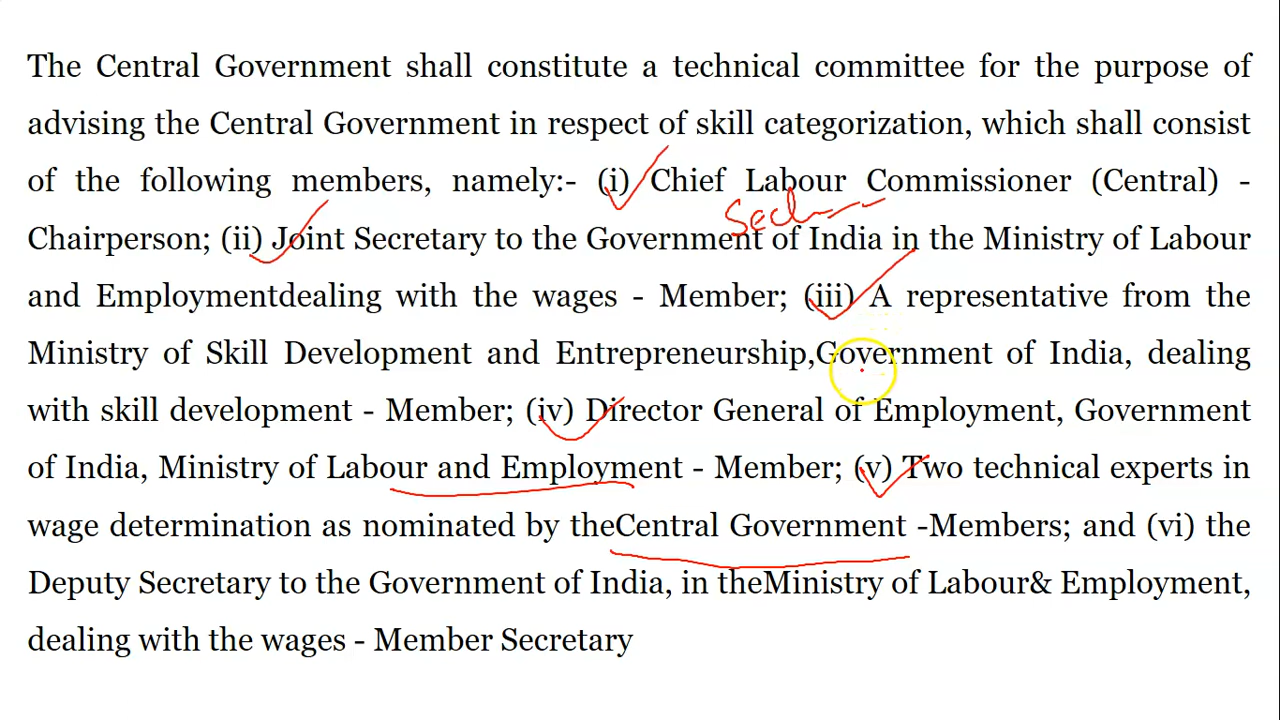 The Central Government shall constitute a technical committee for the purpose of
advising the Central Government in respect of skill categorization, which shall consist
of the following members, namely:- (i) Chief Labour Commissioner (Central) -
Chairperson; (ii) Joint Secretary to the Government of India in the Ministry of Labour
and Employmentdealing with the wages - Member; (iii) A representative from the
Ministry of Skill Development and Entrepreneurship,Government of India, dealing
with skill development - Member; (iv) Director General of Employment, Government
of India, Ministry of Labour and Employment - Member; (v) Two technical experts in
wage determination as nominated by theCentral Government -Members; and (vi) the
Deputy Secretary to the Government of India, in theMinistry of Labour& Employment,
dealing with the wages - Member Secretary